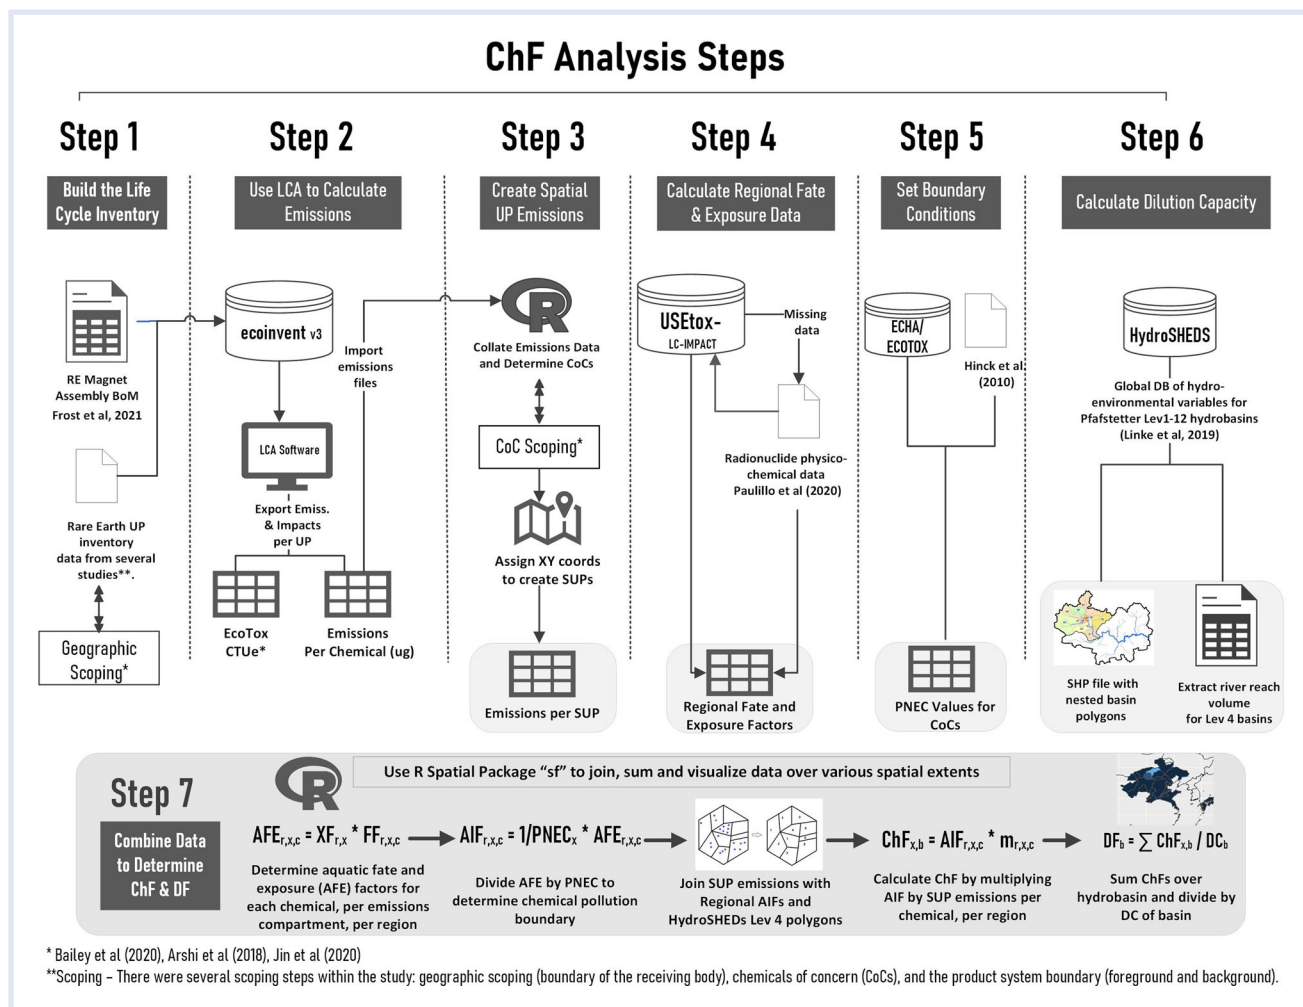 ChF Analysis Steps
Step 1
Build the Life
Cycle Inventory
RE Magnet
Assembly BoM
Frost et al, 2021
Rare Earth UP
inventory
data from several
studies**.
Geographic
Scoping*
Step 2
Use LCA to Calculate
Emissions
ecoinvent v3
Import
emissions
files
LCA Software
Export Emiss.
& Impacts
per UP
EcoTox
CTUe*
Emissions
Per Chemical (ug)
Step 3
Create Spatial
UP Emissions
R
Collate Emissions Data
and Determine CoCs
CoC Scoping*
Assign XY coords
to create SUPs
Emissions per SUP
Step 4
Calculate Regional Fate
& Exposure Data
USEtox-
LC-IMPACT
Missing
data
Radionuclide physico-
chemical data
Paulillo et al (2020)
Regional Fate and
Exposure Factors
Step 5
Set Boundary
Conditions
ECHA/
ECOTOX
Hinck et al
(2010)
PNEC Values for
CoCs
Step 6
Calculate Dilution Capacity
HydroSHEDS
Global DB of hydro-
environmental variables for
Pfafstetter Lev1-12 hydrobasins
(Linke et al, 2019)
SHP file with
nested basin
polygons
Extract river reach
volume
for Lev 4 basins
Step 7
Combine Data
to Determine
ChF & DF
R
Use R Spatial Package “sf” to join, sum and visualize data over various spatial extents
AFEr,x,c = XFr,x * FFr,x,c
Determine aquatic fate and
exposure (AFE) factors for
each chemical, per emissions
compartment, per region
AIFr,x,c = 1/PNECx * AFEr,x,c
Divide AFE by PNEC to
determine chemical pollution
boundary
Join SUP emissions with
Regional AIFs and
HydroSHEDs Lev 4 polygons
ChFx,b = AIFr,x,c * mr,x,c
Calculate ChF by multiplying
AIF by SUP emissions per
chemical, per region
DFb = ∑ ChFx,b / DCb
Sum ChFs over
hydrobasin and divide by
DC of basin
* Bailey et al (2020), Arshi et al (2018), Jin et al (2020)
**Scoping – There were several scoping steps within the study: geographic scoping (boundary of the receiving body), chemicals of concern (CoCs), and the product system boundary (foreground and background).